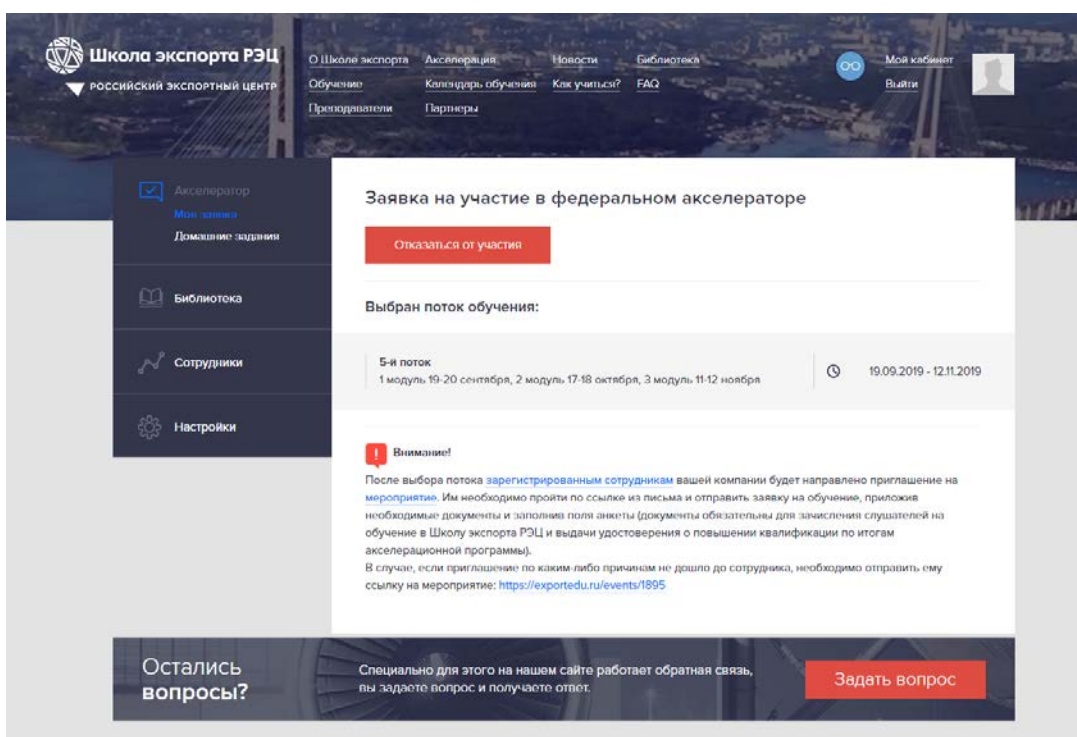 Школа экспорта РЭЦ
РОССИЙСКИЙ ЭКСПОРТНЫЙ ЦЕНТР
О Школе экспорта
Акселерация
Новости
Библиотека
Обучение
Календарь обучения
Как учиться?
FAQ
Преподаватели
Партнеры
Мой кабинет
Выйти
Акселератор
Моя заявка
Домашние задания
Библиотека
Сотрудники
Настройки
Заявка на участие в федеральном акселераторе
Отказаться от участия
Выбран поток обучения:
5-й поток
1 модуль 19-20 сентября, 2 модуль 17-18 октября, 3 модуль 11-12 ноября
19.09.2019 - 12.11.2019
Внимание!
После выбора потока зарегистрированным сотрудникам вашей компании будет направлено приглашение на
мероприятие. Им необходимо пройти по ссылке из письма и отправить заявку на обучение, приложив
необходимые документы и заполнив поля анкеты (документы обязательны для зачисления слушателей на
обучение в Школу экспорта РЭЦ и выдачи удостоверения о повышении квалификации по итогам
акселерационной программы).
В случае, если приглашение по каким-либо причинам не дошло до сотрудника, необходимо отправить ему
ссылку на мероприятие: https://exportedu.ru/events/1895
Остались
вопросы?
Специально для этого на нашем сайте работает обратная связь,
вы задаете вопрос и получаете ответ.
Задать вопрос